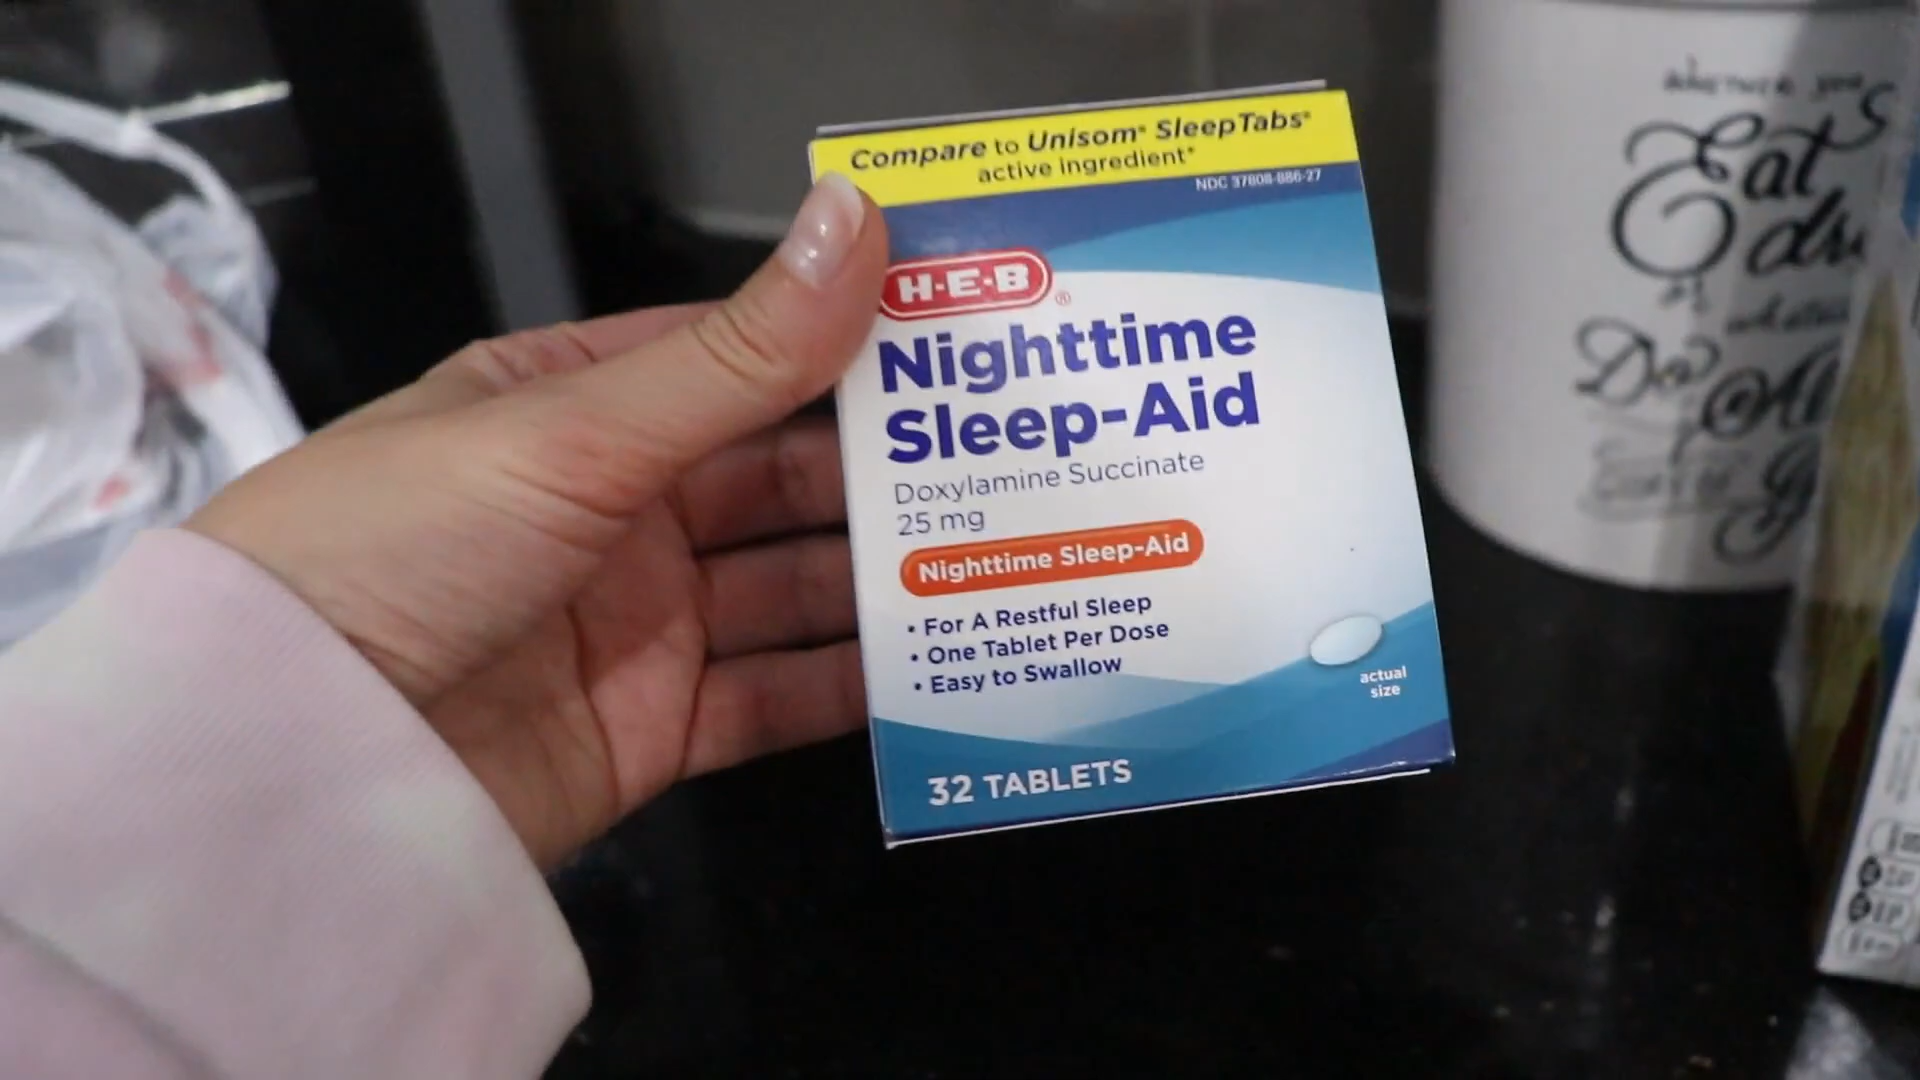 Compare to Unisom® SleepTabs®
active ingredient*
NDC 37808-886-27
H·E·B®
Nighttime
Sleep-Aid
Doxylamine Succinate
25 mg
Nighttime Sleep-Aid
• For A Restful Sleep
• One Tablet Per Dose
• Easy to Swallow
actual
size
32 TABLETS
Eat
Do